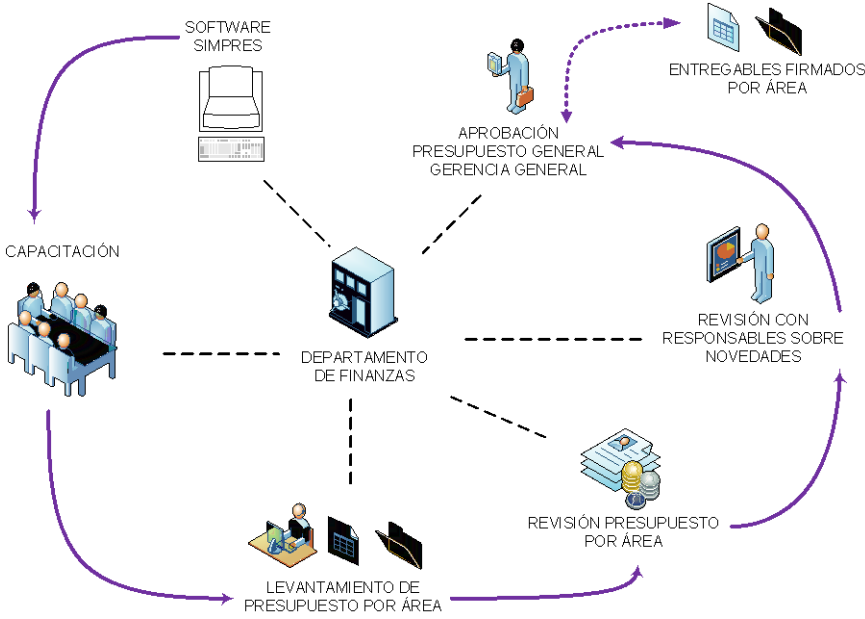 SOFTWARE
SIMPRES
ENTREGABLES FIRMADOS
POR ÁREA
APROBACIÓN
PRESUPUESTO GENERAL
GERENCIA GENERAL
CAPACITACIÓN
REVISIÓN CON
RESPONSABLES SOBRE
NOVEDADES
DEPARTAMENTO
DE FINANZAS
REVISIÓN PRESUPUESTO
POR ÁREA
LEVANTAMIENTO DE
PRESUPUESTO POR ÁREA